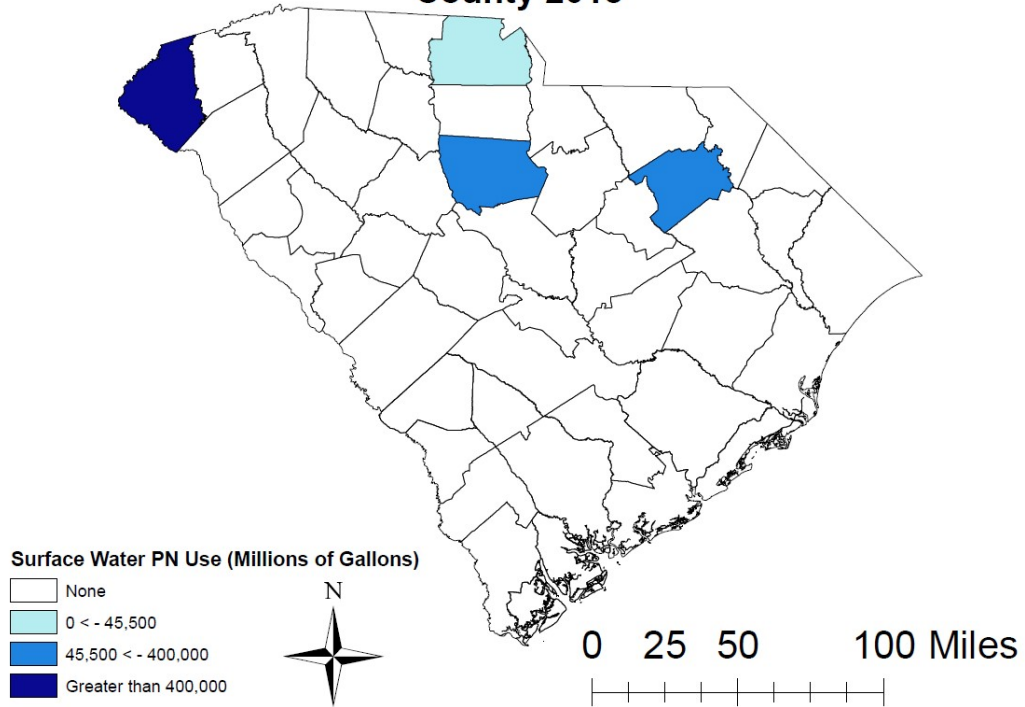 County
Surface Water PN Use (Millions of Gallons)
None
0 < - 45,500
45,500 < - 400,000
Greater than 400,000
N
0 25 50 100 Miles